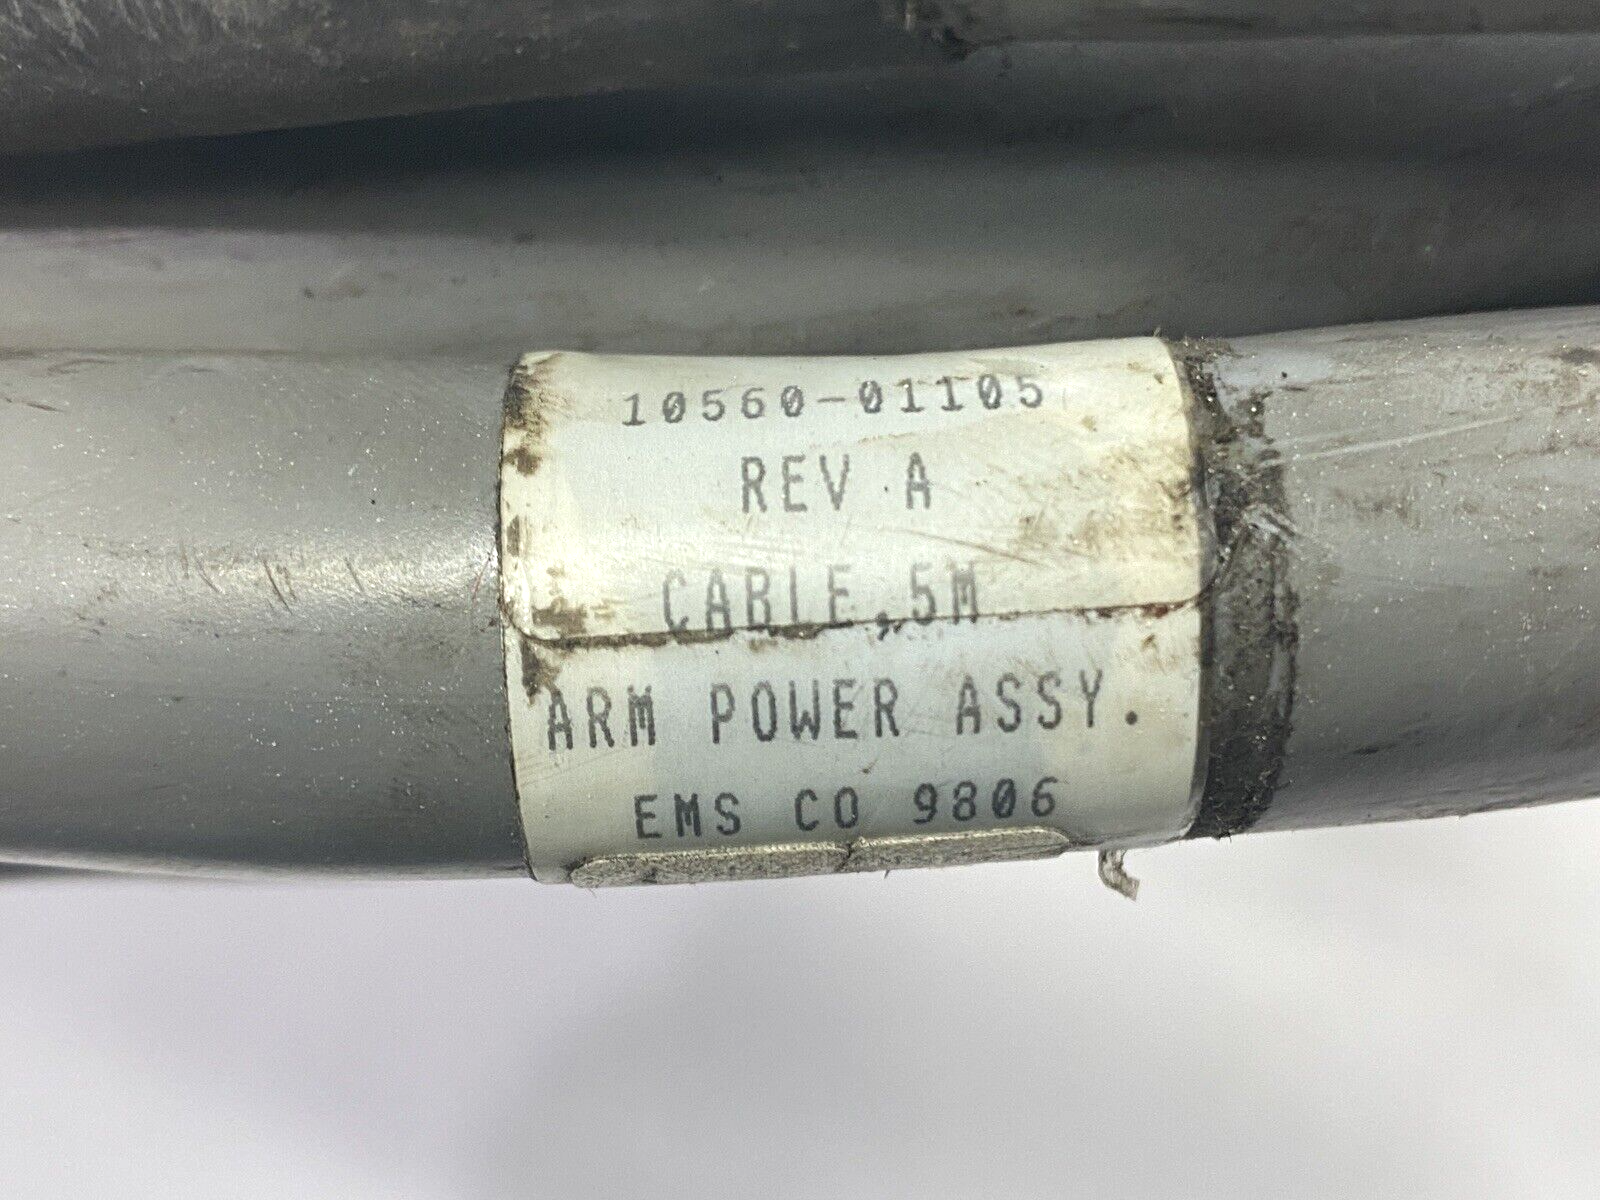 10560-01105
REV A
CABLE,5M
ARM POWER ASSY.
EMS CO 9806